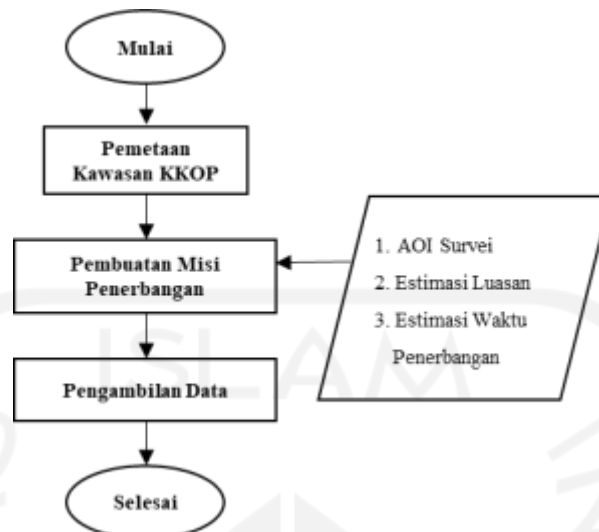 Mulai
Pemetaan
Kawasan KKOP
Pembuatan Misi
Penerbangan
1. AOI Survei
2. Estimasi Luasan
3. Estimasi Waktu
Penerbangan
Pengambilan Data
Selesai
ISLAM